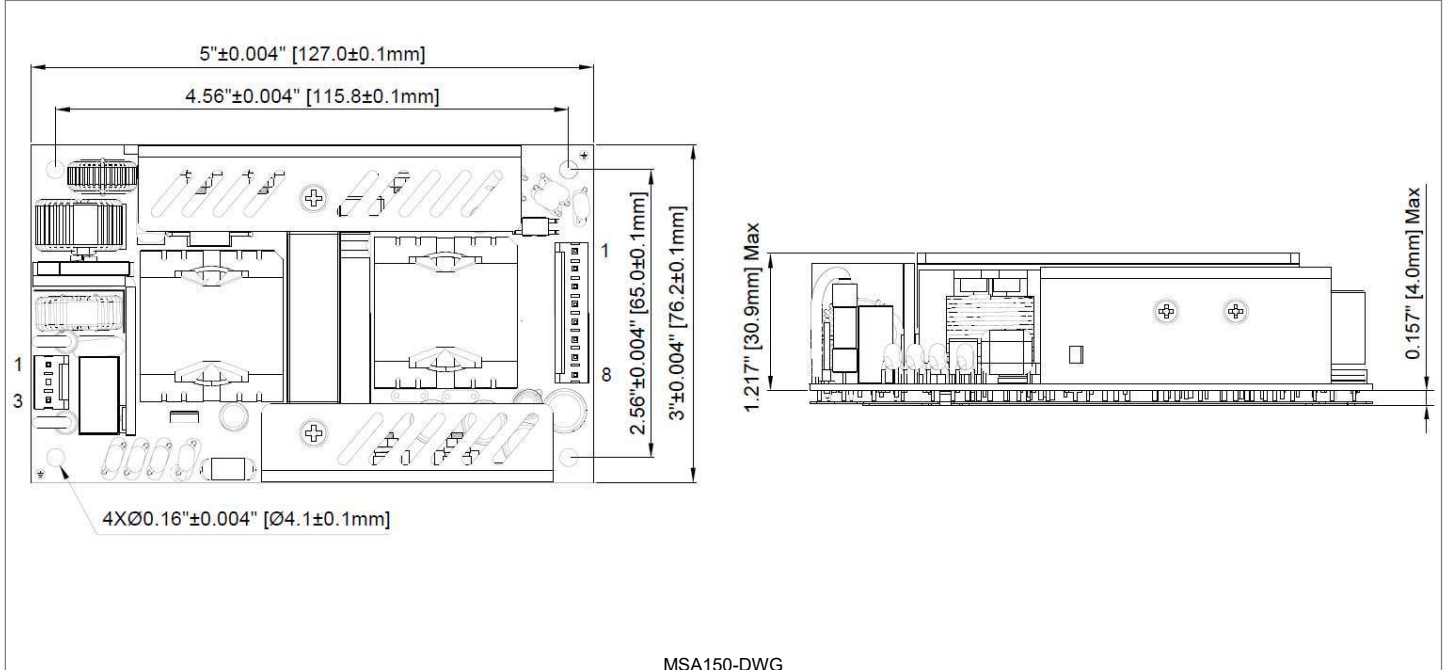 5"±0.004" [127.0±0.1mm]
4.56"±0.004" [115.8±0.1mm]
1
8
1
3
2.56"±0.004" [65.0±0.1mm]
3"±0.004" [76.2±0.1mm]
4XØ0.16"±0.004" [Ø4.1±0.1mm]
1.217" [30.9mm] Max
0.157" [4.0mm] Max
MSA150-DWG